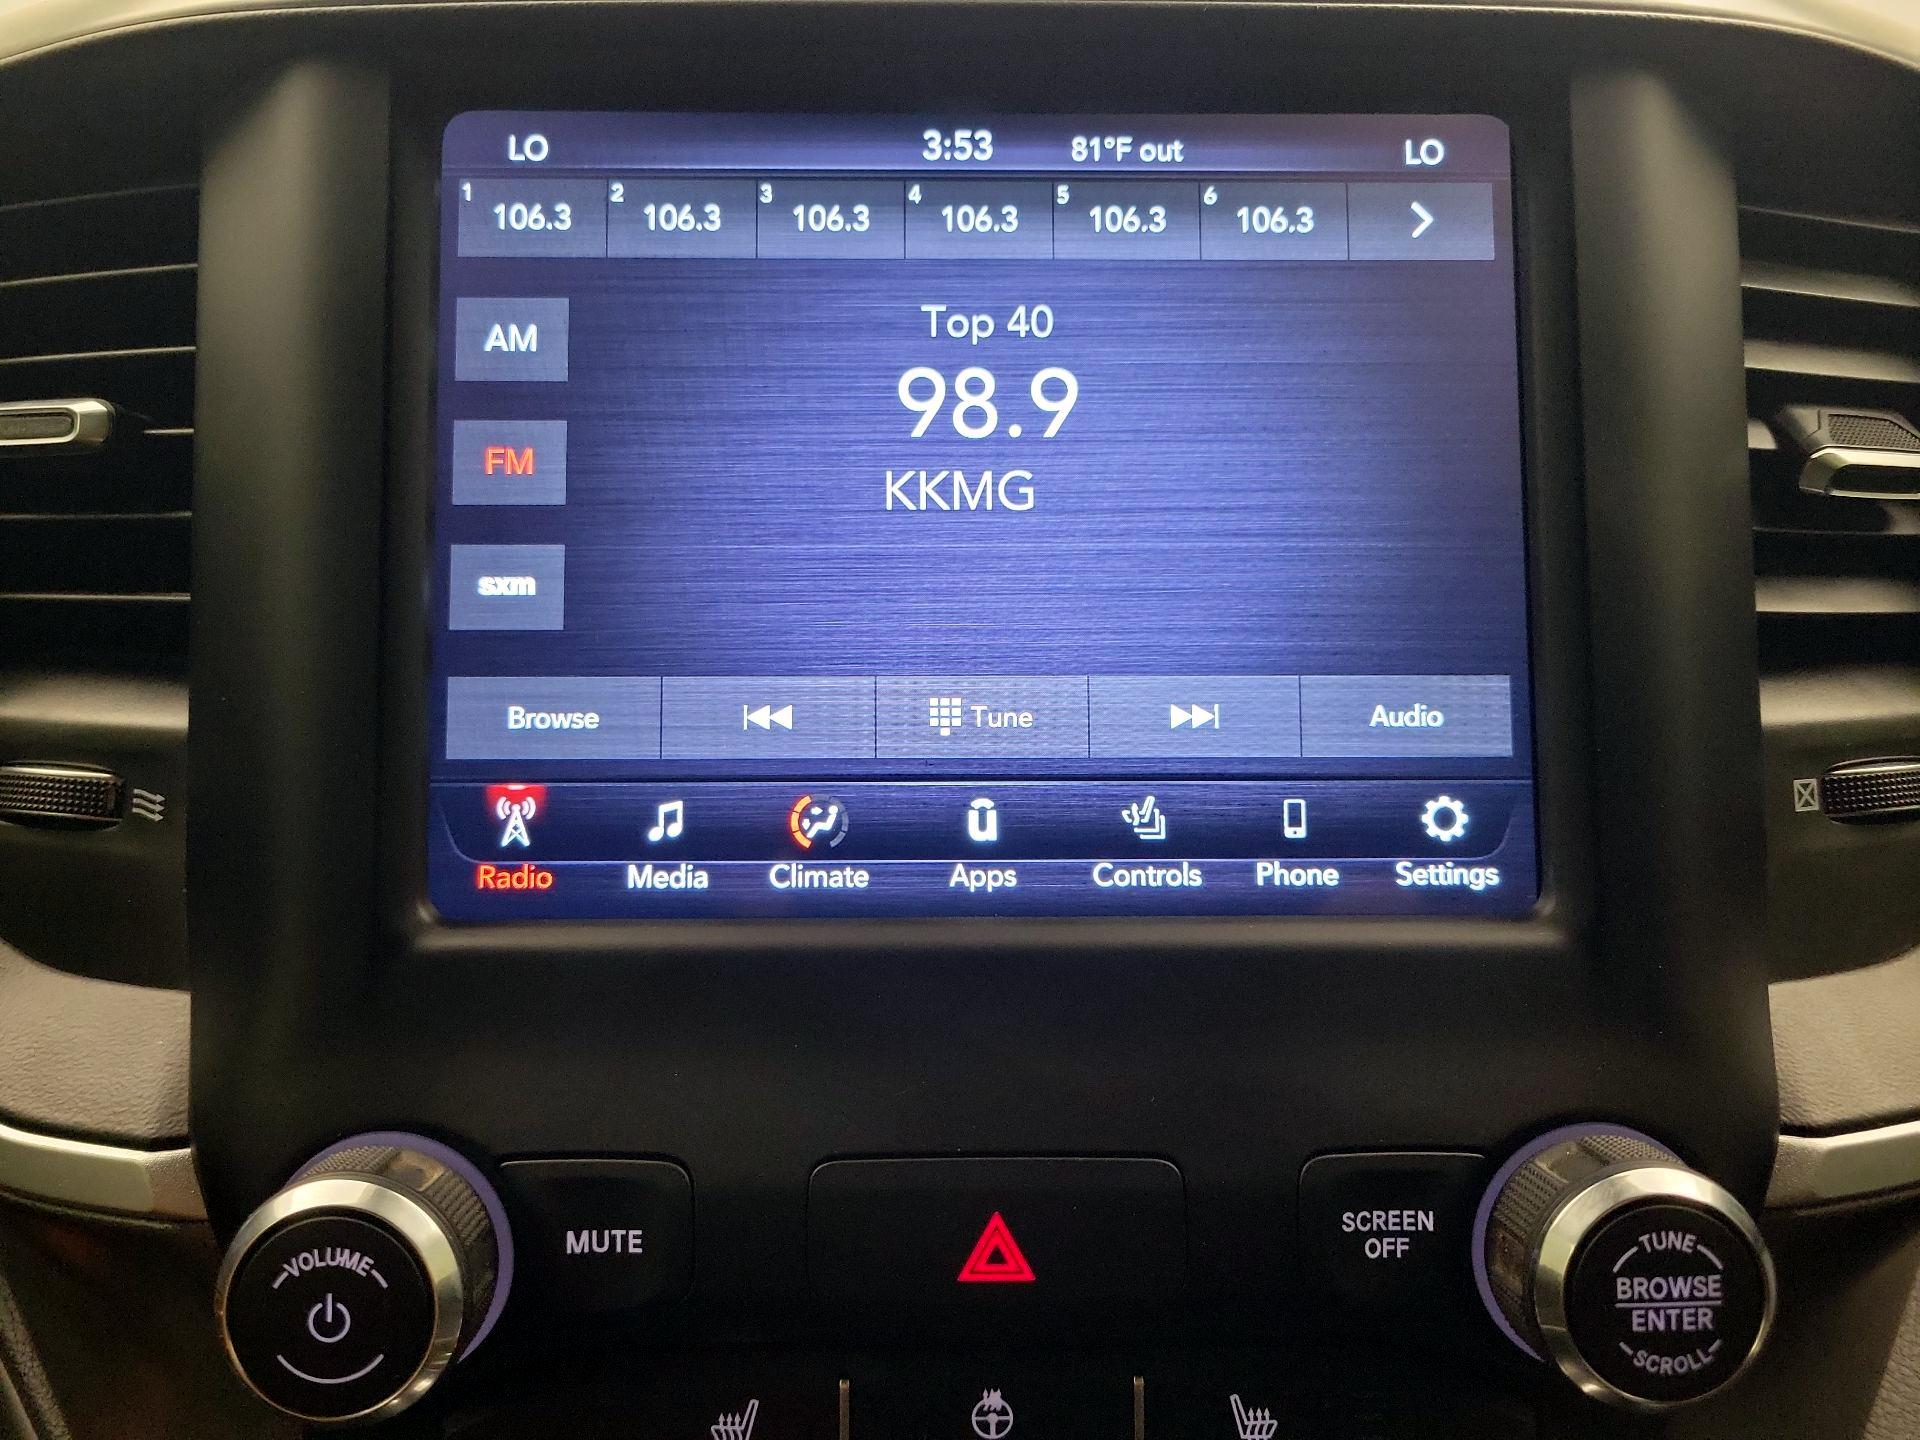 LO 3:53 81°F out LO
1 106.3 2 106.3 3 106.3 4 106.3 5 106.3 6 106.3
Top 40
AM
98.9
FM
KKMG
sxm
Browse Tune Audio
Radio Media Climate Apps Controls Phone Settings
MUTE
SCREEN
OFF
VOLUME
TUNE
BROWSE
ENTER
SCROLL